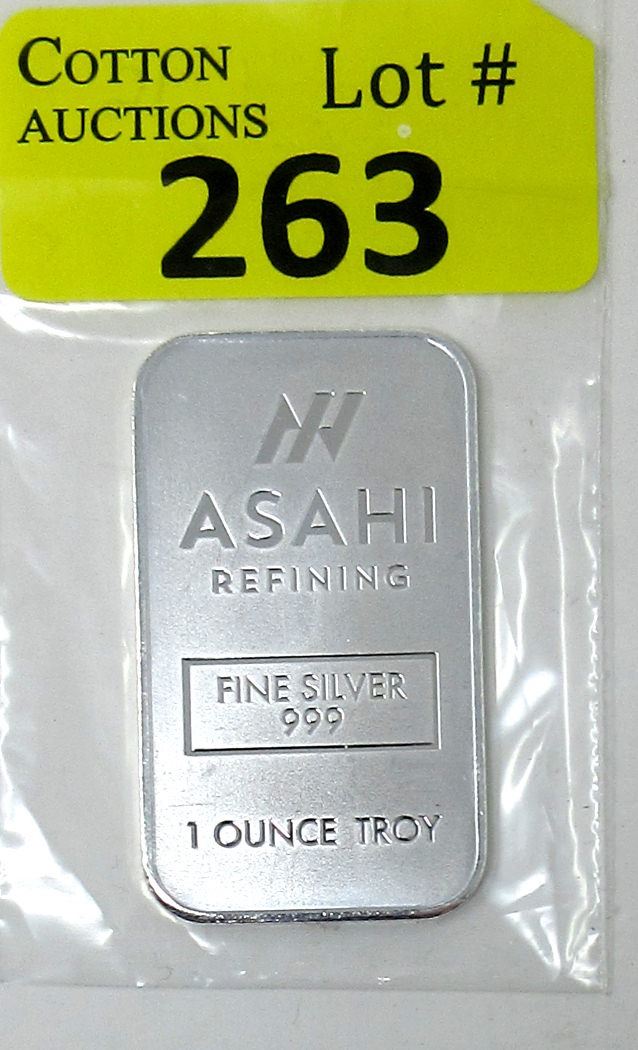 COTTON
AUCTIONS
Lot #
263
ASAHI
REFINING
FINE SILVER
999
1 OUNCE TROY